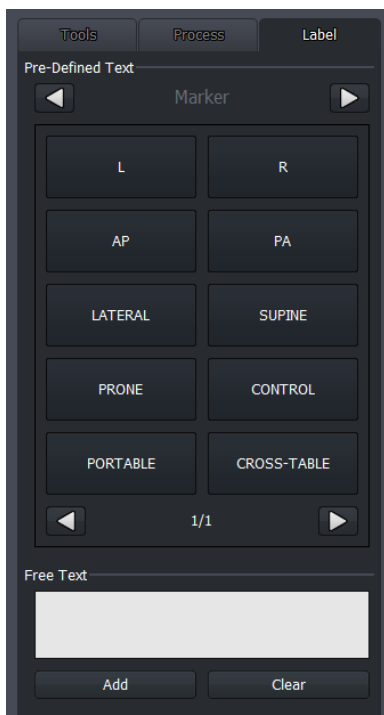 Tools Process Label
Pre-Defined Text
Marker
L R
AP PA
LATERAL SUPINE
PRONE CONTROL
PORTABLE CROSS-TABLE
1/1
Free Text
Add Clear